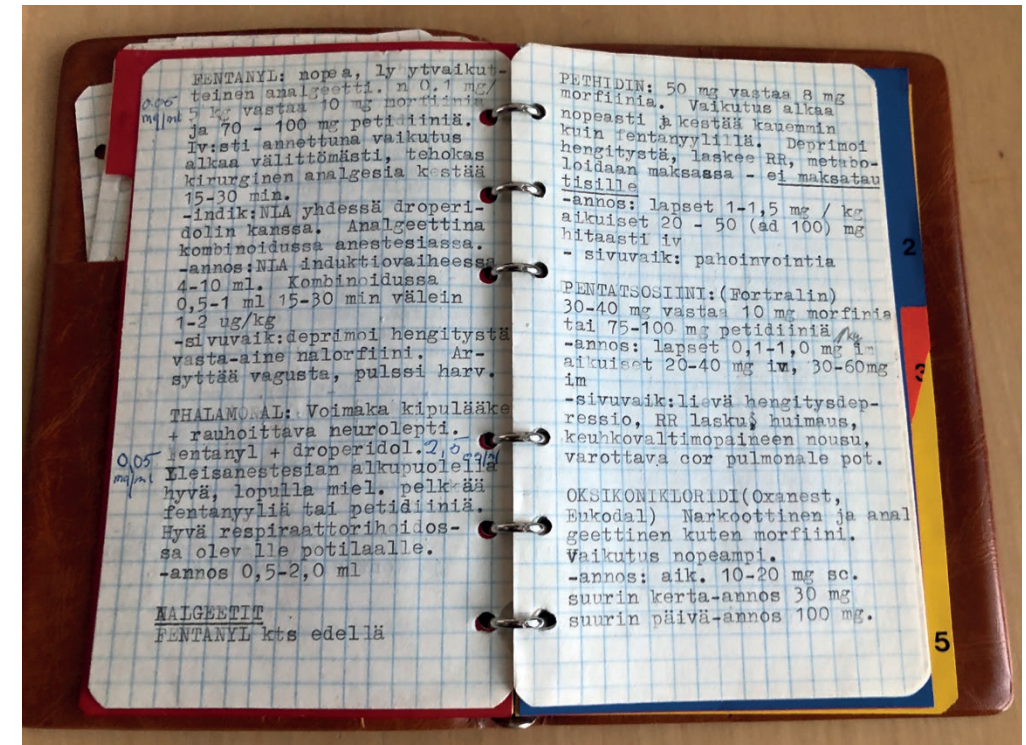 FENTANYL: nopea, ly ytvaikut-
teinen analgeetti. n 0.1 mg/
5 kg vastaa 10 mg morfiinia
ja 70 - 100 mg petidiiniä.
Iv:sti annettuna vaikutus
alkaa välittömästi, tehokas
kirurginen analgesia kestää
15-30 min.
-indik:NLA yhdessä droperi-
dolin kanssa. Analgeettina
kombinoidussa anestesiassa.
-annos:NLA induktiovaiheessa
4-10 ml. Kombinoidussa
0,5-1 ml 15-30 min välein
1-2 ug/kg
-sivuvaik:deprimoi hengitystä
vasta-aine nalorfiini. Är-
syttää vagusta, pulssi harv.
THALAMONAL: Voimaka kipulääke
+ rauhoittava neurolepti.
Fentanyl + droperidol. 2,5 mg/ml
Yleisanestesian alkupuolella
hyvä, lopulla miel. pelkkää
fentanyyliä tai petidiiniä.
Hyvä respiraattorihoidos-
sa olev lle potilaalle.
-annos 0,5-2,0 ml
NALGEETIT
FENTANYL kts edellä
0,05
mg/ml
0,05
mg/ml
PETHIDIN: 50 mg vastaa 8 mg
morfiinia. Vaikutus alkaa
nopeasti ja kestää kauemmin
kuin fentanyylillä. Deprimoi
hengitystä, laskee RR, metabo-
loidaan maksassa - ei maksatau
tisille
-annos: lapset 1-1,5 mg / kg
aikuiset 20 - 50 (ad 100) mg
hitaasti iv
- sivuvaik: pahoinvointia
PENTATSOSIINI:(Fortralin)
30-40 mg vastaa 10 mg morfinia
tai 75-100 mg petidiiniä
-annos: lapset 0,1-1,0 mg /kg im
aikuiset 20-40 mg iv, 30-60mg
im
-sivuvaik:lievä hengitysdep-
ressio, RR lasku, huimaus,
keuhkovaltimopaineen nousu,
varottava cor pulmonale pot.
OKSIKONIKLORIDI(Oxanest,
Eukodal) Narkoottinen ja anal
geettinen kuten morfiini.
Vaikutus nopeampi.
-annos: aik. 10-20 mg sc.
suurin kerta-annos 30 mg
suurin päivä-annos 100 mg.
2
3
5